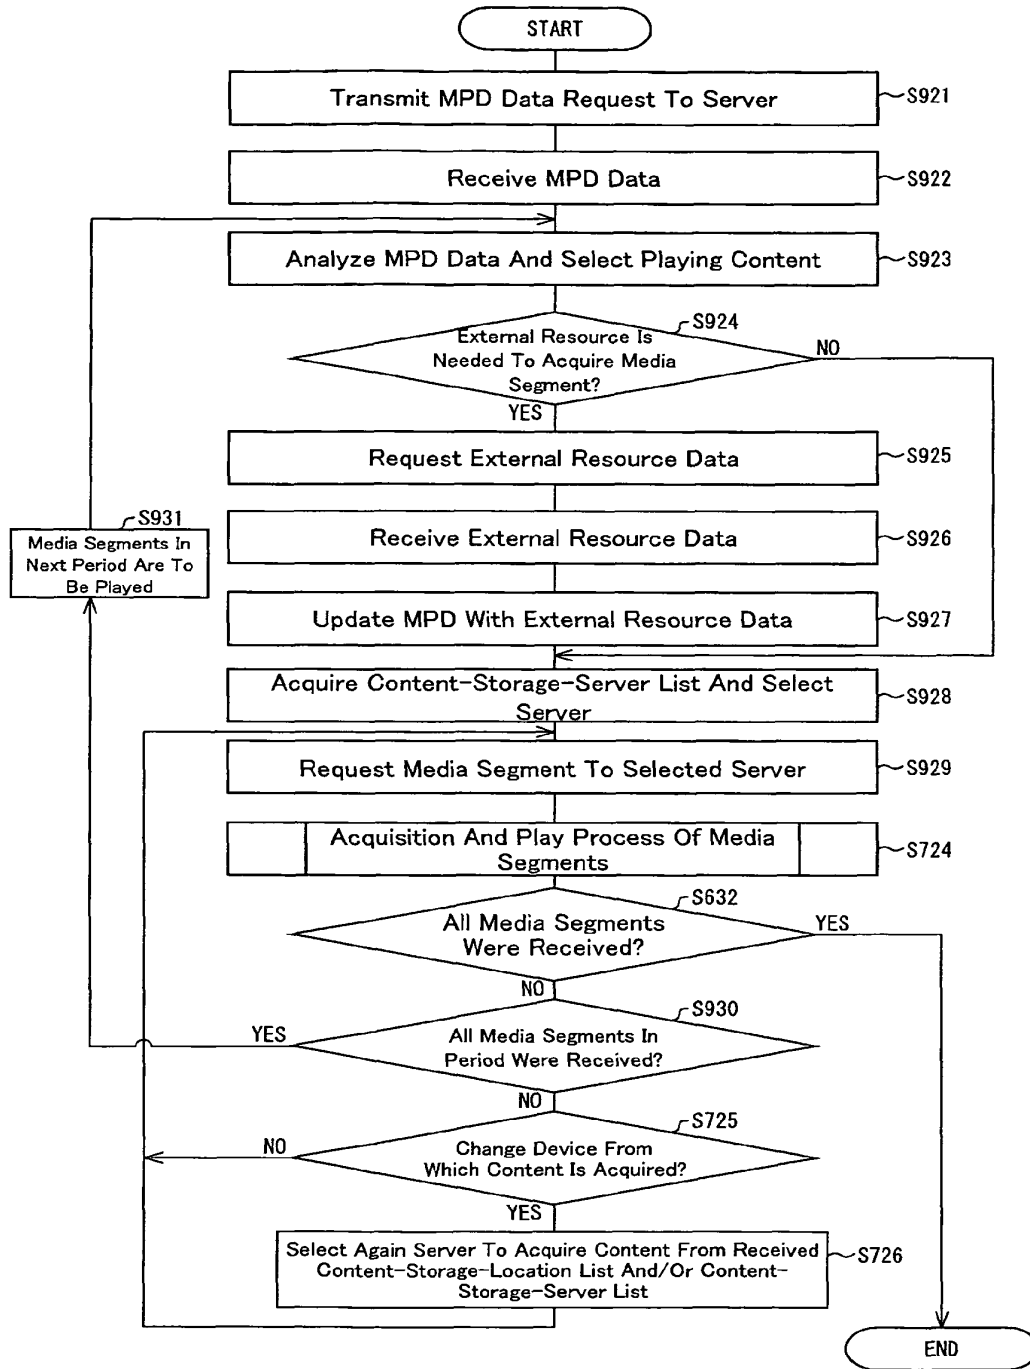 START
Transmit MPD Data Request To Server
S921
Receive MPD Data
S922
Analyze MPD Data And Select Playing Content
S923
S924
External Resource Is
Needed To Acquire Media
Segment?
NO
YES
Request External Resource Data
S925
S931
Media Segments In
Next Period Are To
Be Played
Receive External Resource Data
S926
Update MPD With External Resource Data
S927
Acquire Content-Storage-Server List And Select
Server
S928
Request Media Segment To Selected Server
S929
Acquisition And Play Process Of Media
Segments
S724
S632
All Media Segments
Were Received?
YES
NO
S930
YES
All Media Segments In
Period Were Received?
NO
S725
NO
Change Device From
Which Content Is Acquired?
YES
Select Again Server To Acquire Content From Received
Content-Storage-Location List And/Or Content-
Storage-Server List
S726
END